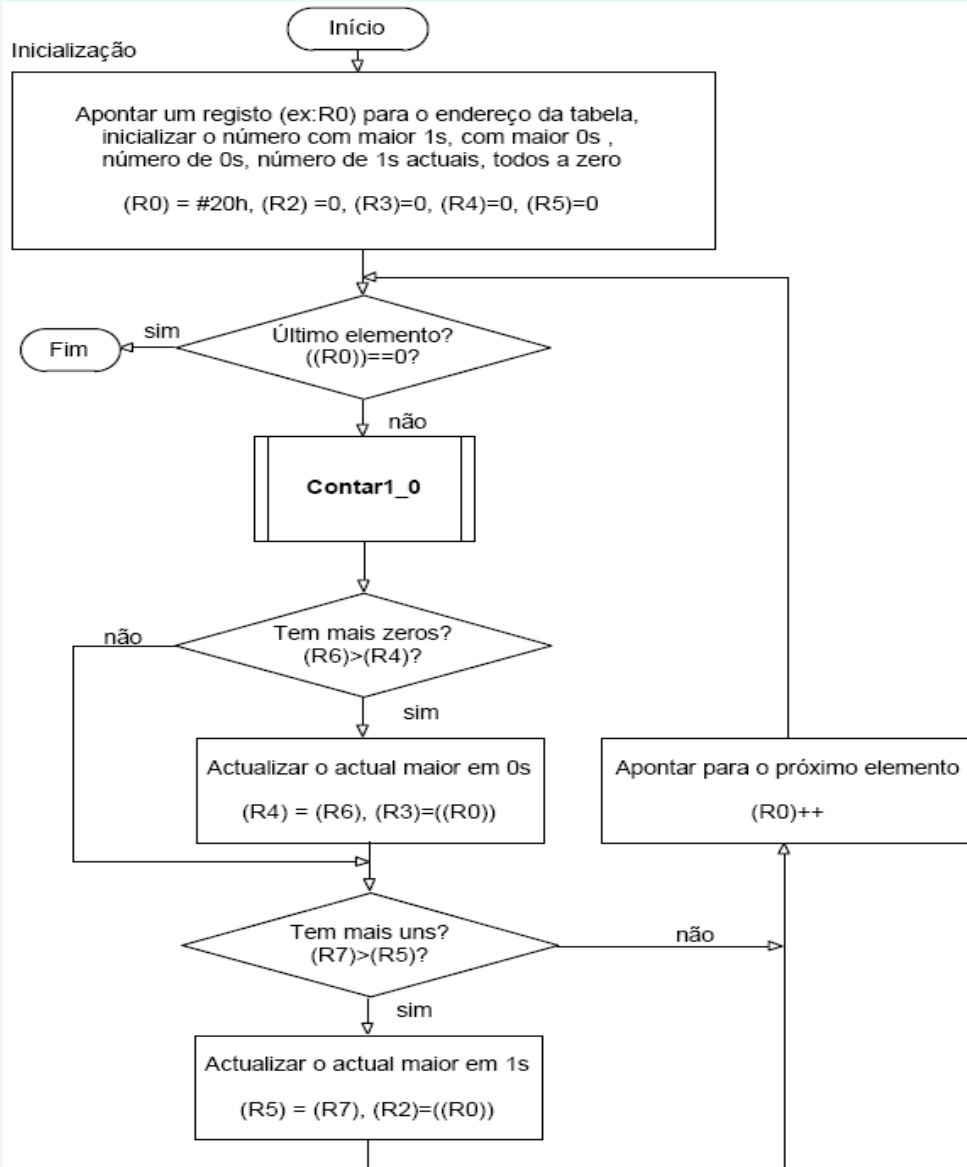 Início
Inicialização
Apontar um registo (ex:R0) para o endereço da tabela,
inicializar o número com maior 1s, com maior 0s ,
número de 0s, número de 1s actuais, todos a zero
(R0) = #20h, (R2) =0, (R3)=0, (R4)=0, (R5)=0
Último elemento?
((R0))==0?
sim
Fim
não
Contar1_0
Tem mais zeros?
(R6)>(R4)?
não
sim
Actualizar o actual maior em 0s
(R4) = (R6), (R3)=((R0))
Apontar para o próximo elemento
(R0)++
Tem mais uns?
(R7)>(R5)?
não
sim
Actualizar o actual maior em 1s
(R5) = (R7), (R2)=((R0))